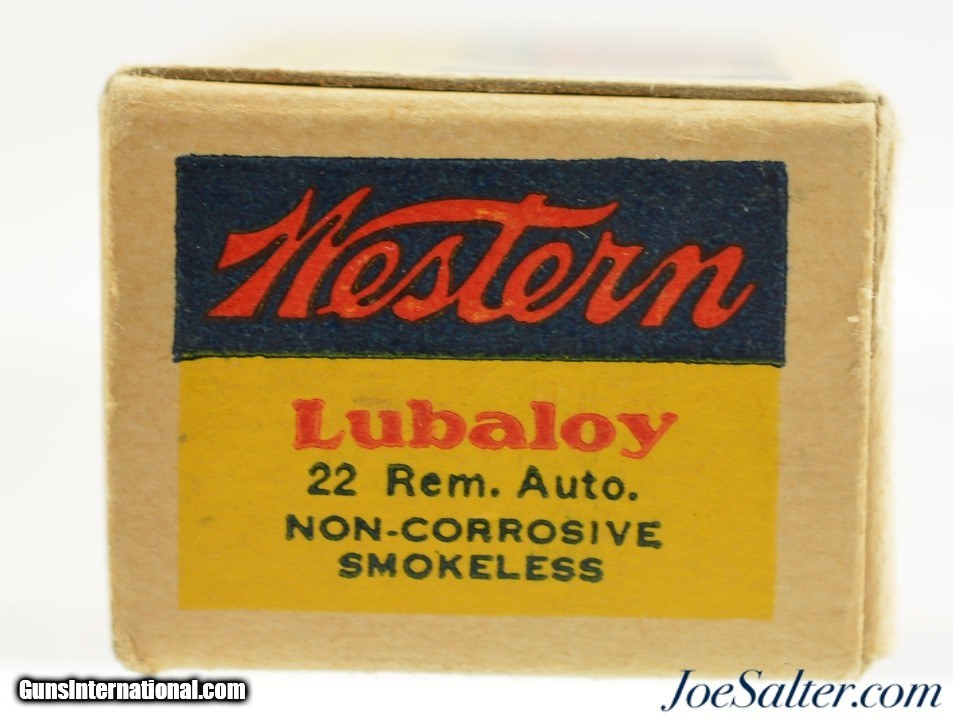 Western
Lubaloy
22 Rem. Auto.
NON-CORROSIVE
SMOKELESS
GunsInternational.com
JoeSalter.com